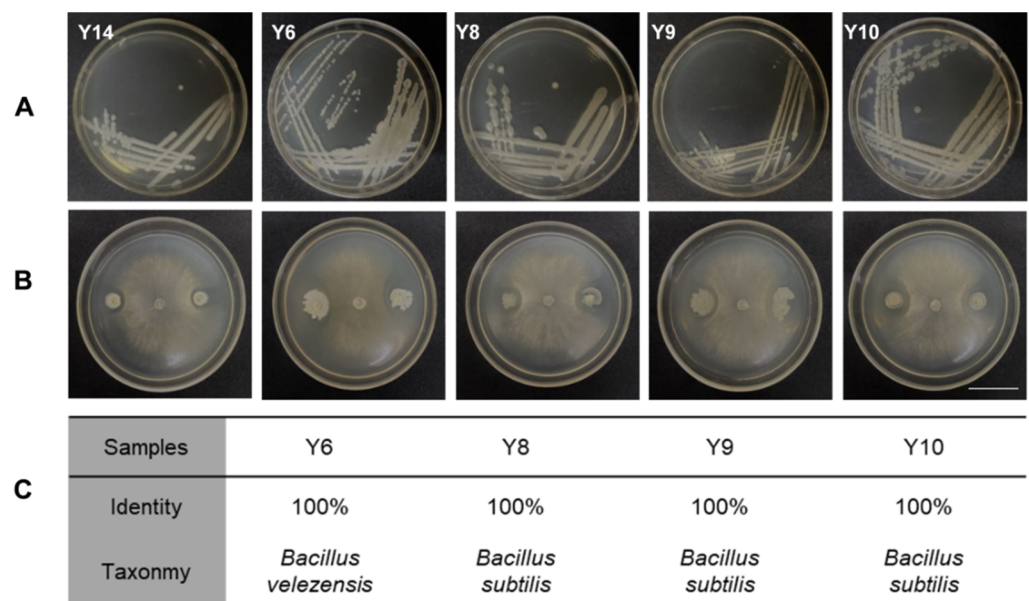 A
Y14 Y6 Y8 Y9 Y10
B
C
Samples Y6 Y8 Y9 Y10
Identity 100% 100% 100% 100%
Taxonmy Bacillus velezensis Bacillus subtilis Bacillus subtilis Bacillus subtilis